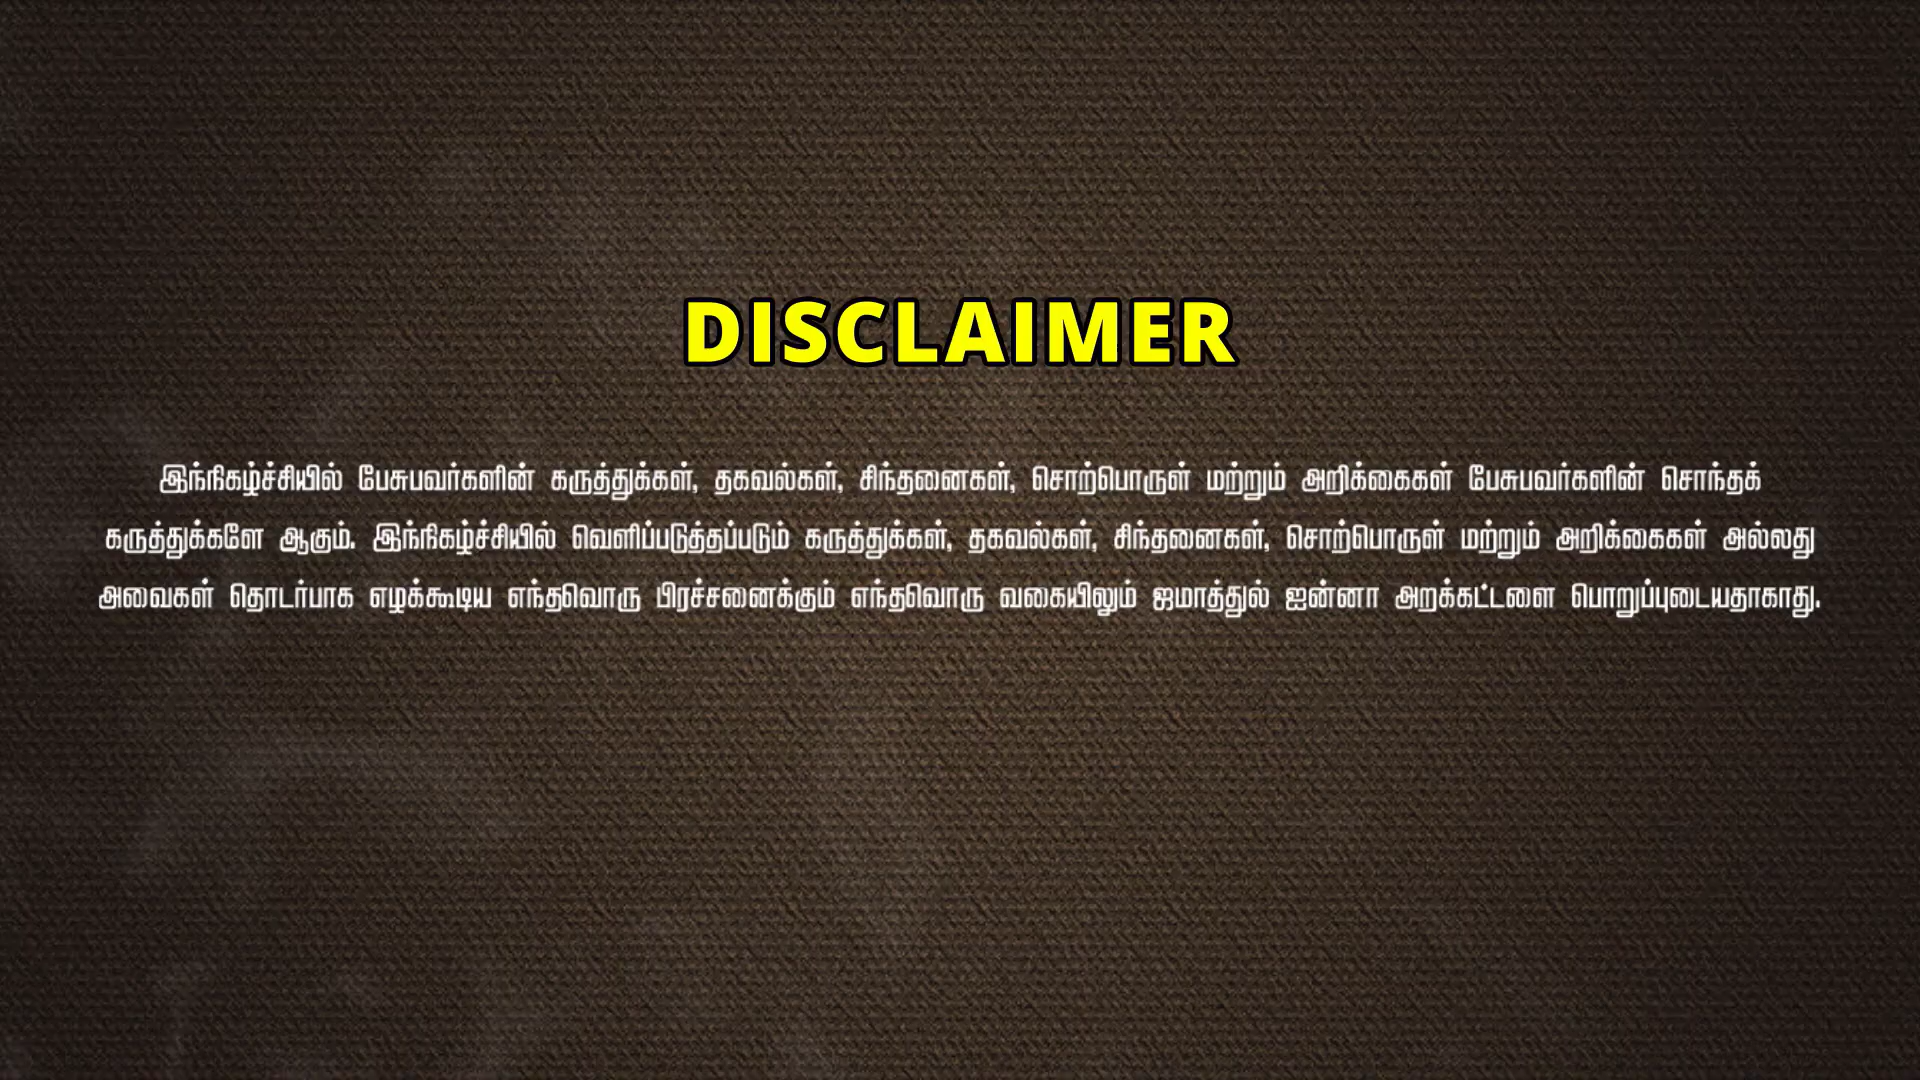 DISCLAIMER
இந்நிகழ்ச்சியில் பேசுபவர்களின் கருத்துக்கள், தகவல்கள், சிந்தனைகள், சொற்பொருள் மற்றும் அறிக்கைகள் பேசுபவர்களின் சொந்தக்
கருத்துக்களே ஆகும். இந்நிகழ்ச்சியில் வெளிப்படுத்தப்படும் கருத்துக்கள், தகவல்கள், சிந்தனைகள், சொற்பொருள் மற்றும் அறிக்கைகள் அல்லது
அவைகள் தொடர்பாக எழக்கூடிய எந்தவொரு பிரச்சனைக்கும் எந்தவொரு வகையிலும் ஜமாத்துல் ஐன்னா அறக்கட்டளை பொறுப்புடையதாகாது.